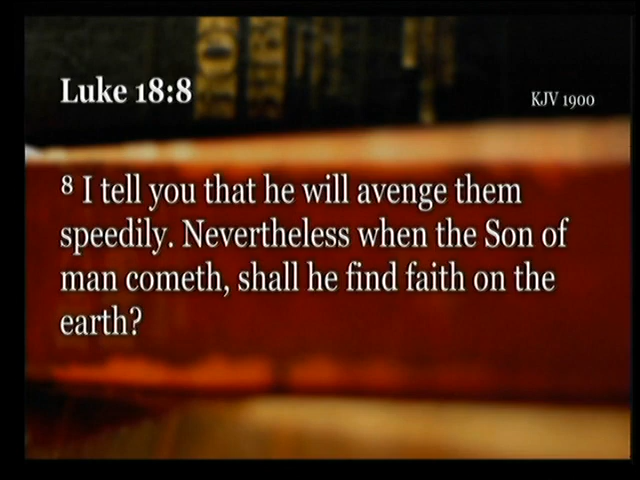 Luke 18:8
KJV 1900
8 I tell you that he will avenge them
speedily. Nevertheless when the Son of
man cometh, shall he find faith on the
earth?